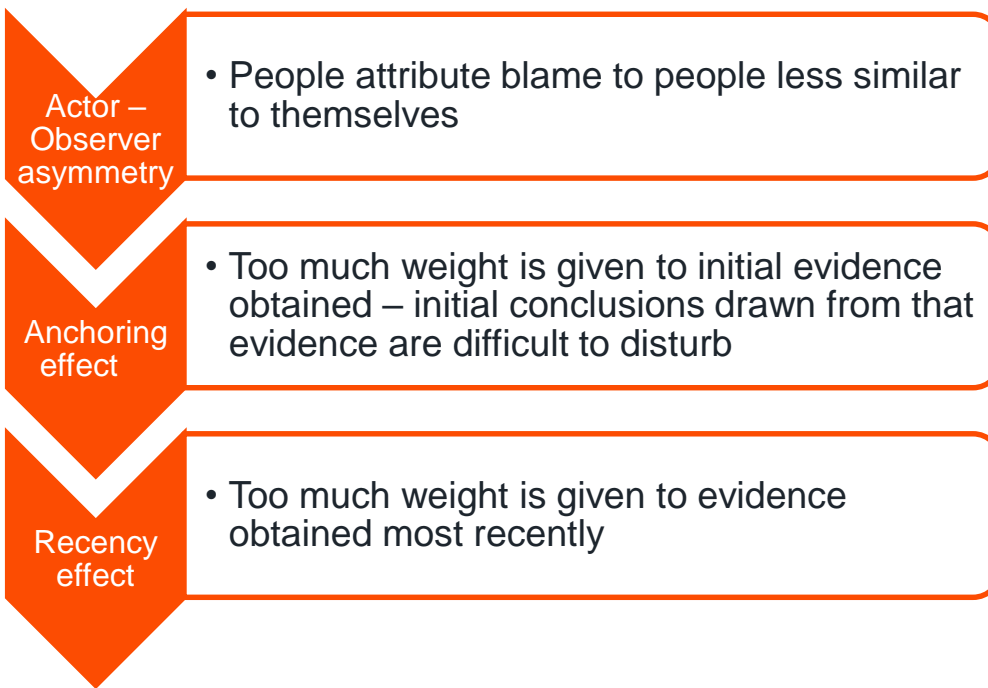 Actor –
Observer
asymmetry
• People attribute blame to people less similar
to themselves
Anchoring
effect
• Too much weight is given to initial evidence
obtained – initial conclusions drawn from that
evidence are difficult to disturb
Recency
effect
• Too much weight is given to evidence
obtained most recently